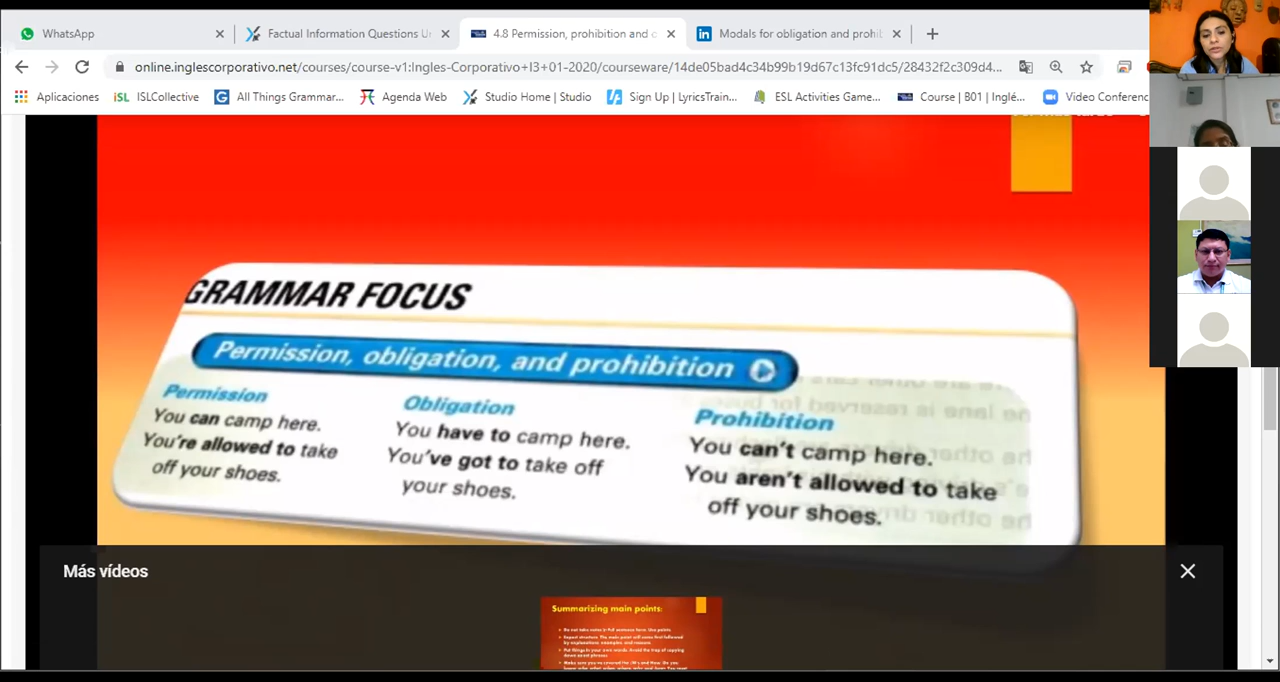 WhatsApp
Factual Information Questions U
4.8 Permission, prohibition and o
Modals for obligation and prohib
online.inglescorporativo.net/courses/course-v1:Ingles-Corporativo+I3+01-2020/courseware/14de05bad4c34b99b19d67c13fc91dc5/28432f2c309d4...
Aplicaciones
iSL ISLCollective
All Things Grammar...
Agenda Web
Studio Home | Studio
Sign Up | LyricsTrain...
ESL Activities Game...
Course | B01 | Inglé...
Video Conferenc
GRAMMAR FOCUS
Permission, obligation, and prohibition
Permission
You can camp here.
You're allowed to take
off your shoes.
Obligation
You have to camp here.
You've got to take off
your shoes.
Prohibition
You can't camp here.
You aren't allowed to take
off your shoes.
Más vídeos
Summarizing main points: